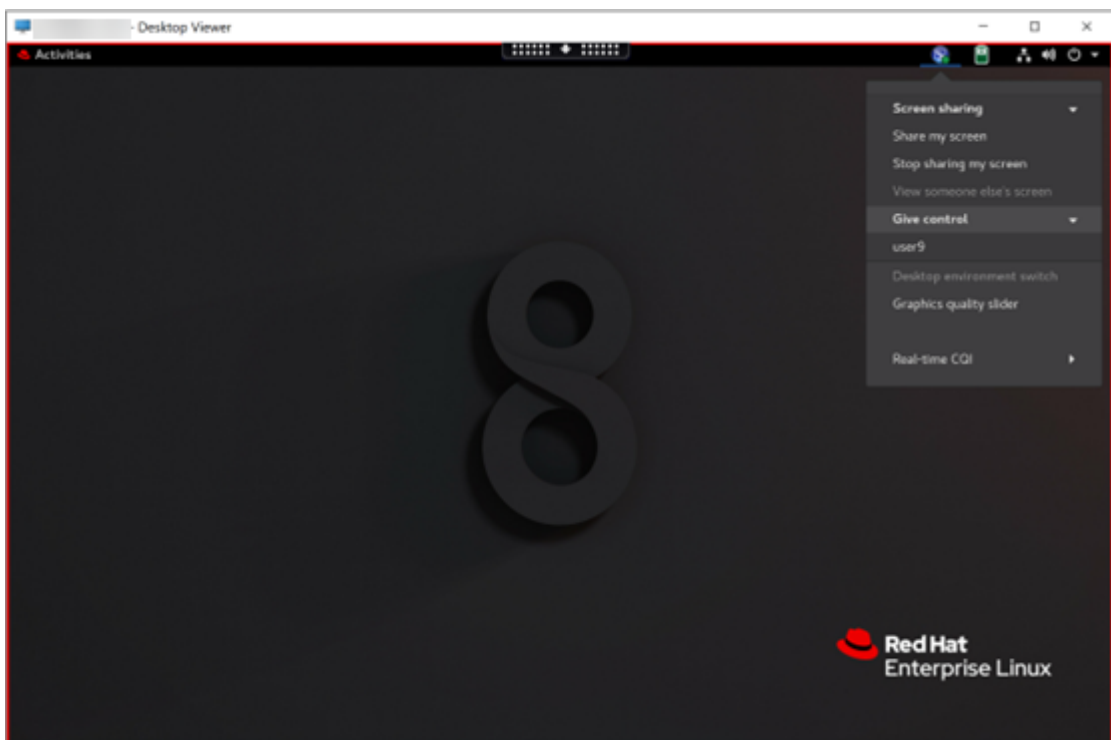 - Desktop Viewer
Activities
Screen sharing
Share my screen
Stop sharing my screen
View someone else's screen
Give control
user9
Desktop environment switch
Graphics quality slider
Real-time CQI
8
Red Hat
Enterprise Linux